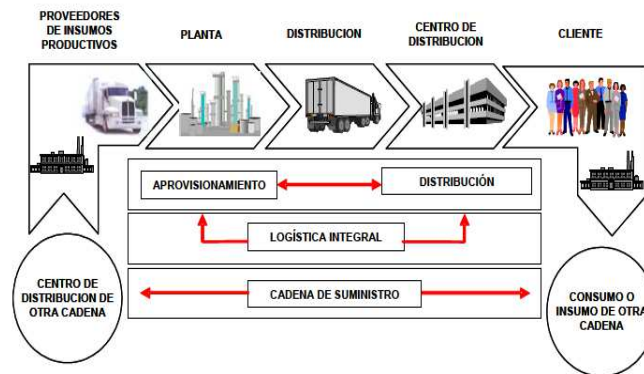 PROVEEDORES
DE INSUMOS
PRODUCTIVOS
PLANTA
DISTRIBUCION
CENTRO DE
DISTRIBUCION
CLIENTE
APROVISIONAMIENTO
DISTRIBUCIÓN
LOGÍSTICA INTEGRAL
CADENA DE SUMINISTRO
CENTRO DE
DISTRIBUCION DE
OTRA CADENA
CONSUMO O
INSUMO DE OTRA
CADENA